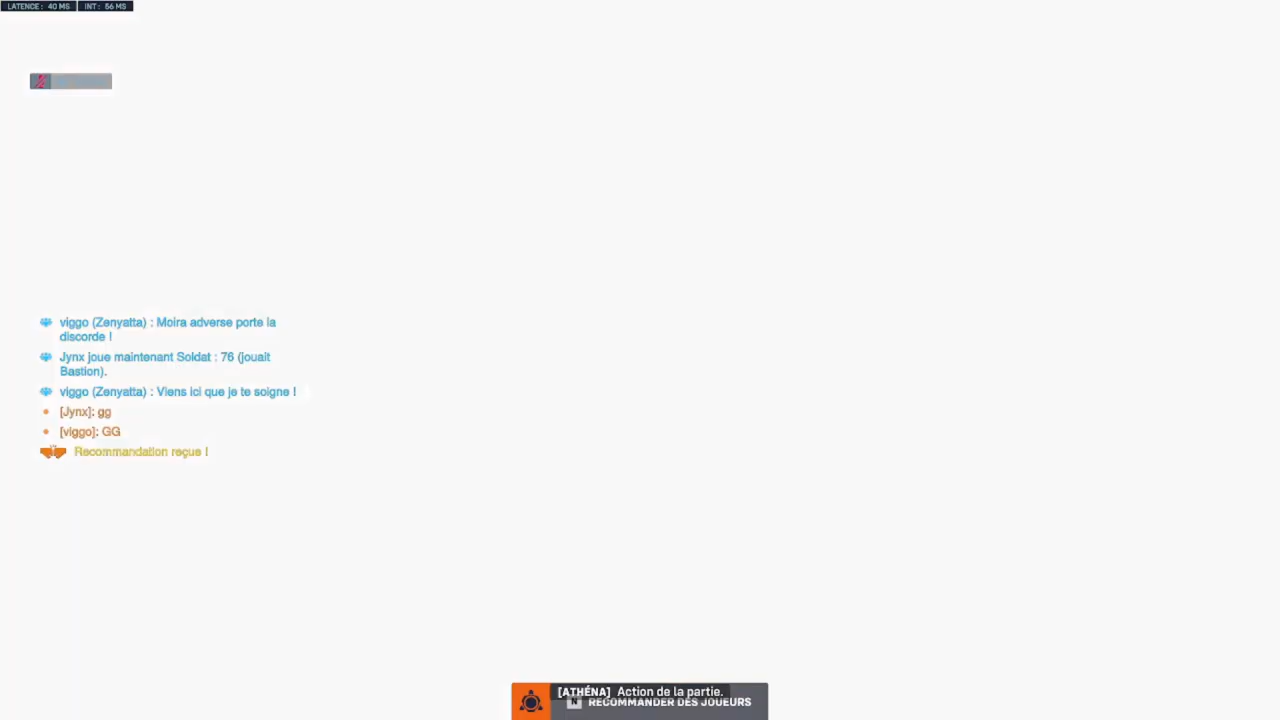 LATENCE : 40 MS INT : 56 MS
viggo (Zenyatta) : Moira adverse porte la
discorde !
Jynx joue maintenant Soldat : 76 (jouait
Bastion).
viggo (Zenyatta) : Viens ici que je te soigne !
[Jynx]: gg
[viggo]: GG
Recommandation reçue !
[ATHÉNA] Action de la partie.
N RECOMMANDER DES JOUEURS